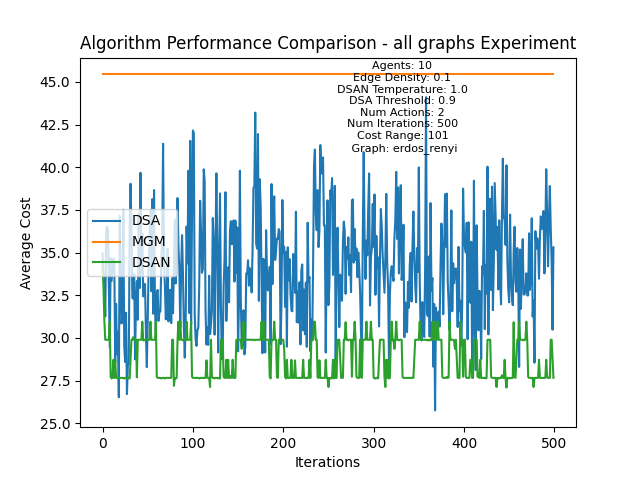 Algorithm Performance Comparison - all graphs Experiment
Agents: 10
Edge Density: 0.1
DSAN Temperature: 1.0
DSA Threshold: 0.9
Num Actions: 2
Num Iterations: 500
Cost Range: 101
Graph: erdos_renyi
45.0
42.5
40.0
37.5
35.0
32.5
30.0
27.5
25.0
Average Cost
DSA
MGM
DSAN
0
100
200
300
400
500
Iterations